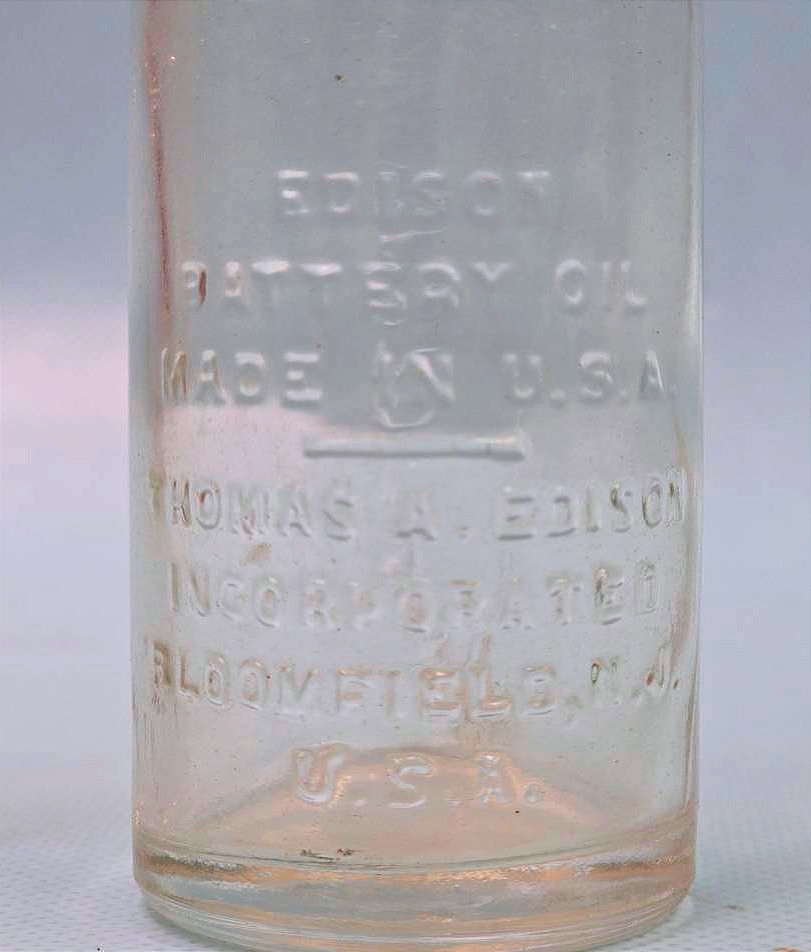 EDISON
BATTERY OIL
MADE IN U.S.A.
THOMAS A. EDISON
INCORPORATED
BLOOMFIELD, N.J.
U.S.A.